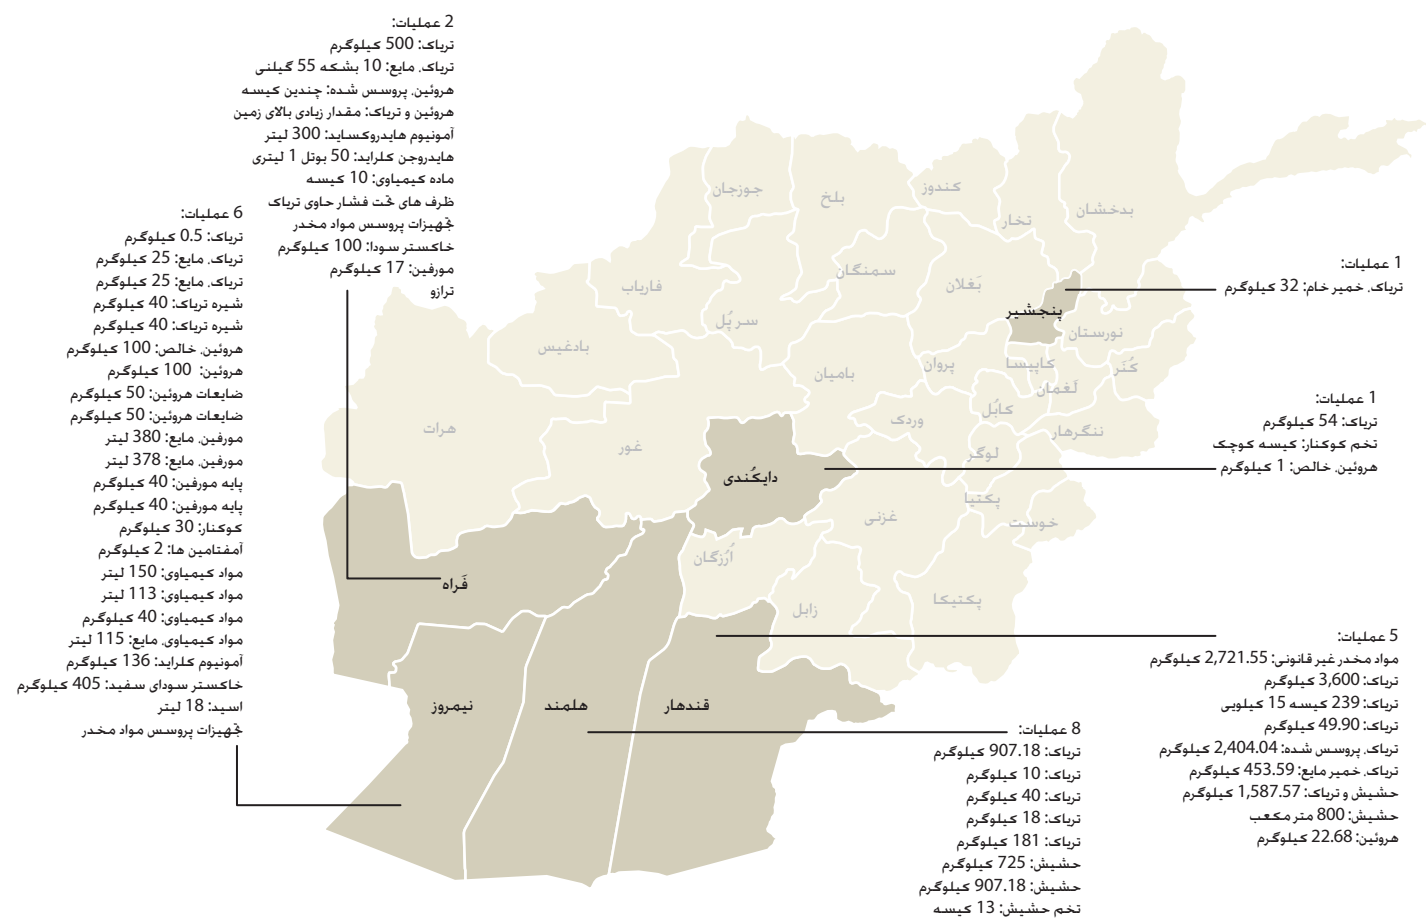 2 عملیات:
تریاک: 500 کیلوگرم
تریاک، مایع: 10 بشکه 55 گیلنی
هروئین، پروسس شده: چندین کیسه
هروئین و تریاک: مقدار زیادی بالای زمین
آمونیوم هایدروکساید: 300 لیتر
هایدروجن کلراید: 50 بوتل 1 لیتری
ماده کیمیاوی: 10 کیسه
ظرف های تحت فشار حاوی تریاک
تجهیزات پروسس مواد مخدر
خاکستر سودا: 100 کیلوگرم
مورفین: 17 کیلوگرم
ترازو
6 عملیات:
تریاک: 0.5 کیلوگرم
تریاک، مایع: 25 کیلوگرم
تریاک، مایع: 25 کیلوگرم
شیره تریاک: 40 کیلوگرم
شیره تریاک: 40 کیلوگرم
هروئین، خالص: 100 کیلوگرم
هروئین: 100 کیلوگرم
ضایعات هروئین: 50 کیلوگرم
ضایعات هروئین: 50 کیلوگرم
مورفین، مایع: 380 لیتر
مورفین، مایع: 378 لیتر
پایه مورفین: 40 کیلوگرم
پایه مورفین: 40 کیلوگرم
کوکنار: 30 کیلوگرم
آمفتامین ها: 2 کیلوگرم
مواد کیمیاوی: 150 لیتر
مواد کیمیاوی: 113 لیتر
مواد کیمیاوی: 40 کیلوگرم
مواد کیمیاوی، مایع: 115 لیتر
آمونیوم کلراید: 136 کیلوگرم
خاکستر سودای سفید: 405 کیلوگرم
اسید: 18 لیتر
تجهیزات پروسس مواد مخدر
1 عملیات:
تریاک، خمیر خام: 32 کیلوگرم
1 عملیات:
تریاک: 54 کیلوگرم
تخم کوکنار: کیسه کوچک
هروئین، خالص: 1 کیلوگرم
5 عملیات:
مواد مخدر غیر قانونی: 2,721.55 کیلوگرم
تریاک: 3,600 کیلوگرم
تریاک: 239 کیسه 15 کیلویی
تریاک: 49.90 کیلوگرم
تریاک، پروسس شده: 2,404.04 کیلوگرم
تریاک، خمیر مایع: 453.59 کیلوگرم
حشیش و تریاک: 1,587.57 کیلوگرم
حشیش: 800 متر مکعب
هروئین: 22.68 کیلوگرم
8 عملیات:
تریاک: 907.18 کیلوگرم
تریاک: 10 کیلوگرم
تریاک: 40 کیلوگرم
تریاک: 18 کیلوگرم
تریاک: 181 کیلوگرم
حشیش: 725 کیلوگرم
حشیش: 907.18 کیلوگرم
تخم حشیش: 13 کیسه
بدخشان
تخار
کندوز
بلخ
جوزجان
سمنگان
بَغلان
فاریاب
سر پُل
پنجشیر
نورستان
بادغیس
بامیان
پروان
کاپیسا
کُنَر
لَغمان
کابُل
وردک
ننگرهار
هرات
غور
لوگر
دایکُندی
پکتیا
خوست
غزنی
اُرُزگان
فَراه
زابل
پکتیکا
نیمروز
هلمند
قندهار